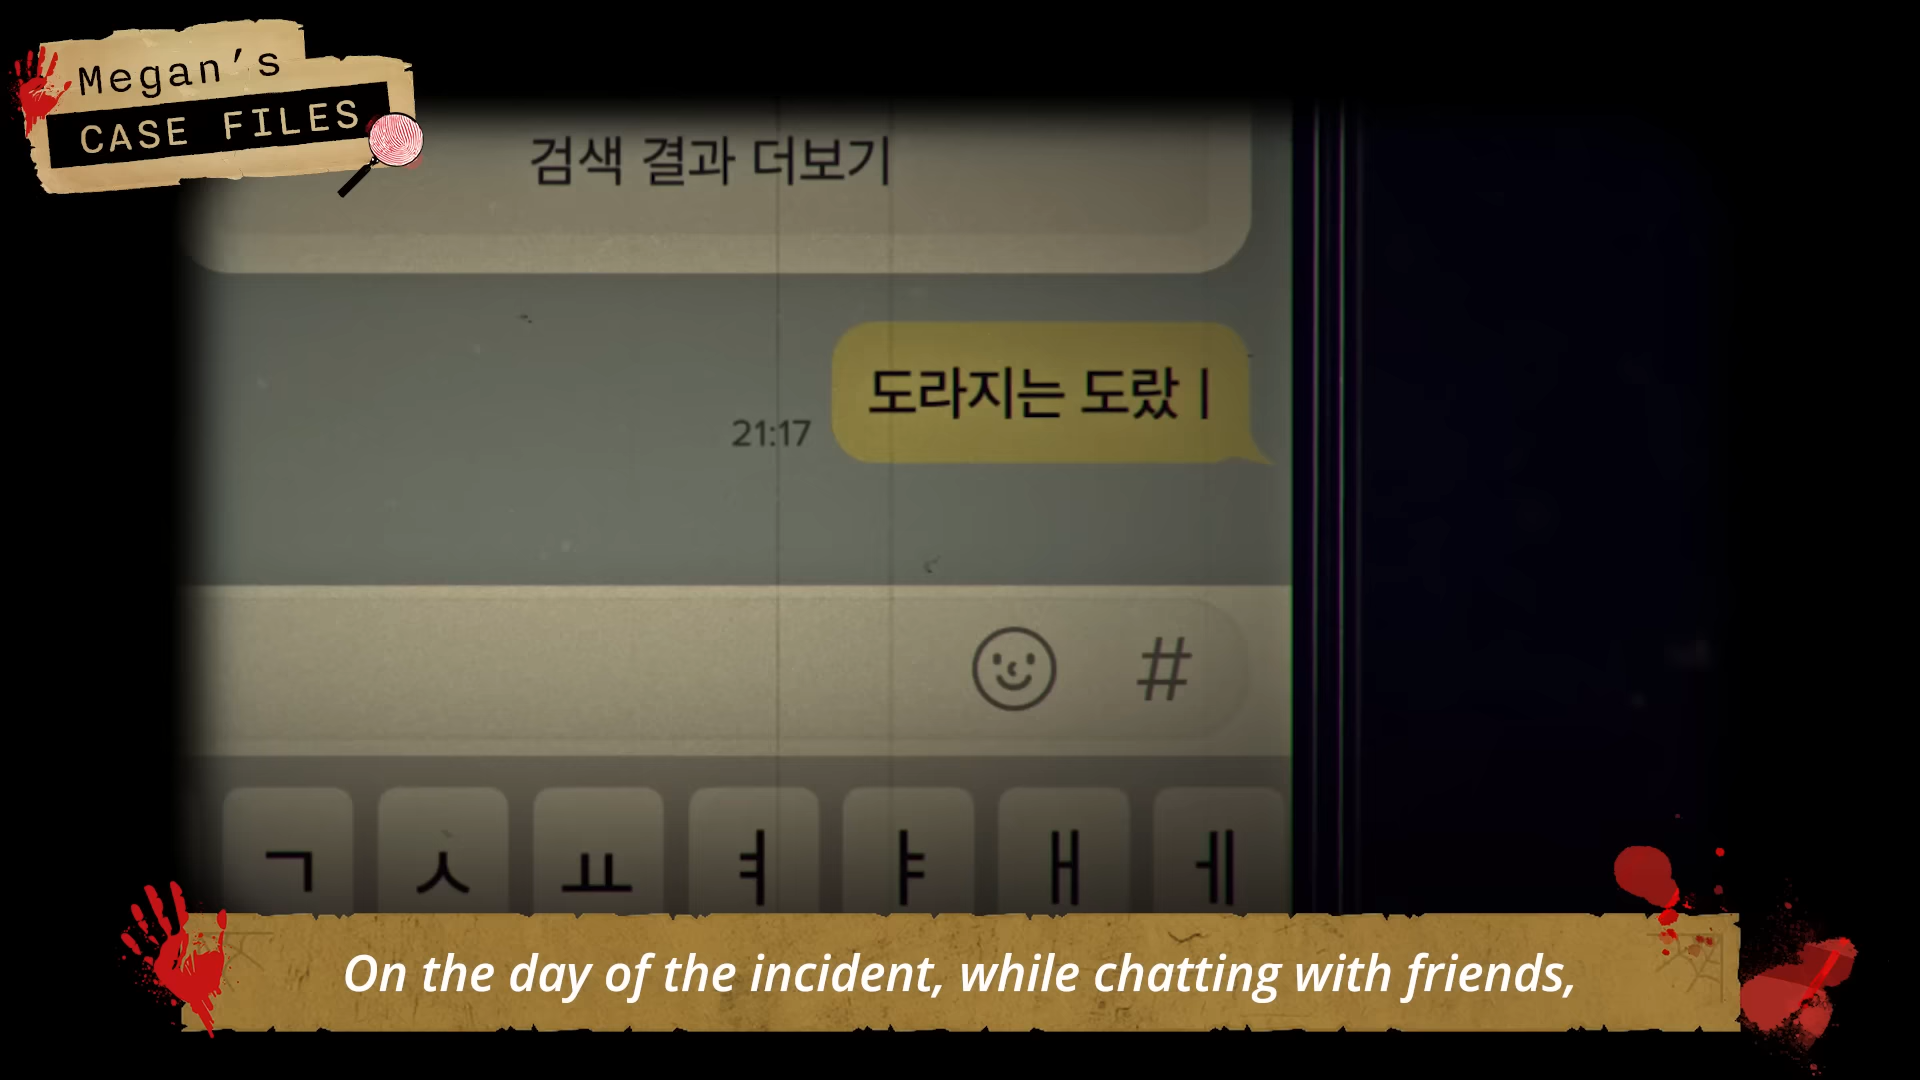 Megan's
CASE FILES
검색 결과 더보기
도라지는 도랐ㅣ
21:17
#
ㄱ ㅅ ㅛ ㅕ ㅑ ㅐ ㅔ
On the day of the incident, while chatting with friends,